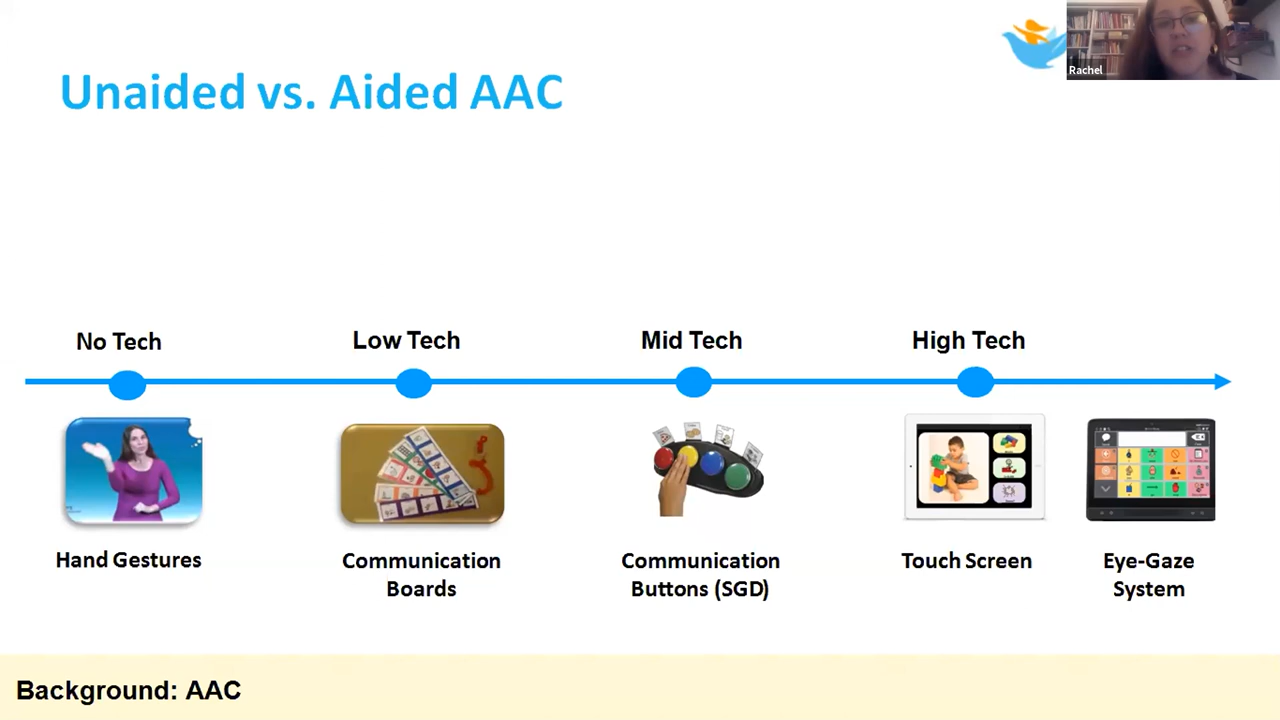 Rachel
Unaided vs. Aided AAC
No Tech
Low Tech
Mid Tech
High Tech
Hand Gestures
Communication
Boards
Communication
Buttons (SGD)
Touch Screen
Eye-Gaze
System
Background: AAC